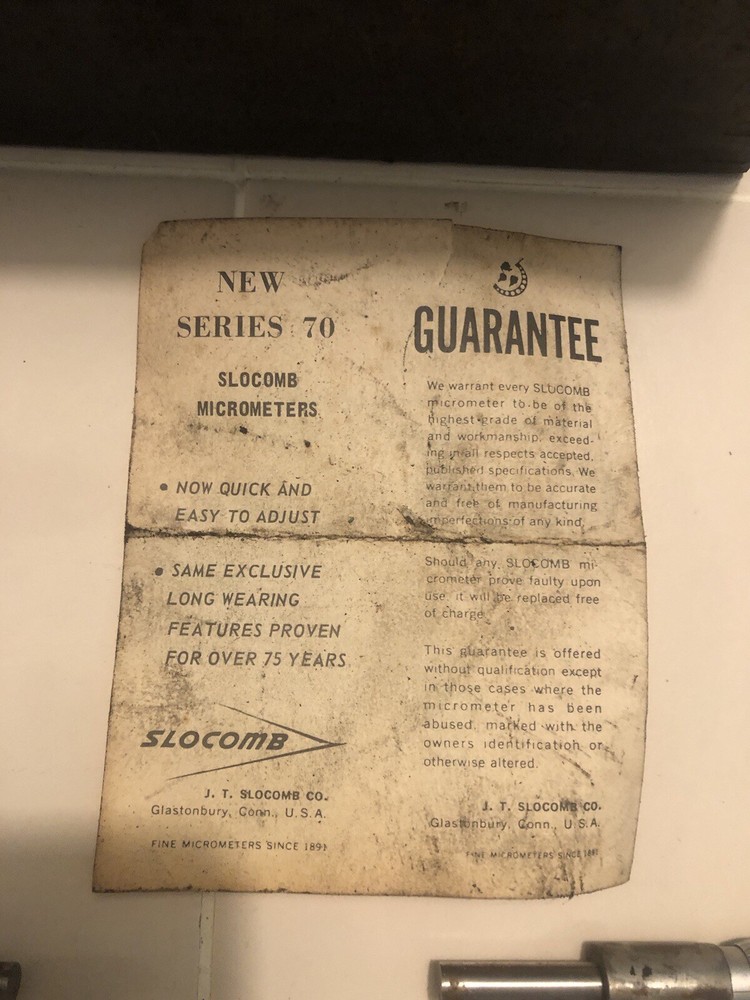 NEW
SERIES 70
SLOCOMB
MICROMETERS
• NOW QUICK AND
EASY TO ADJUST
• SAME EXCLUSIVE
LONG WEARING
FEATURES PROVEN
FOR OVER 75 YEARS
SLOCOMB
J. T. SLOCOMB CO.
Glastonbury, Conn., U.S.A.
FINE MICROMETERS SINCE 1891
GUARANTEE
We warrant every SLOCOMB
micrometer to be of the
highest grade of material
and workmanship, exceed-
ing in all respects accepted,
published specifications. We
warrant them to be accurate
and free of manufacturing
imperfections of any kind.
Should any SLOCOMB mi-
crometer prove faulty upon
use, it will be replaced free
of charge.
This guarantee is offered
without qualification except
in those cases where the
micrometer has been
abused, marked with the
owners identification or
otherwise altered.
J. T. SLOCOMB CO.
Glastonbury, Conn., U.S.A.
FINE MICROMETERS SINCE 1891